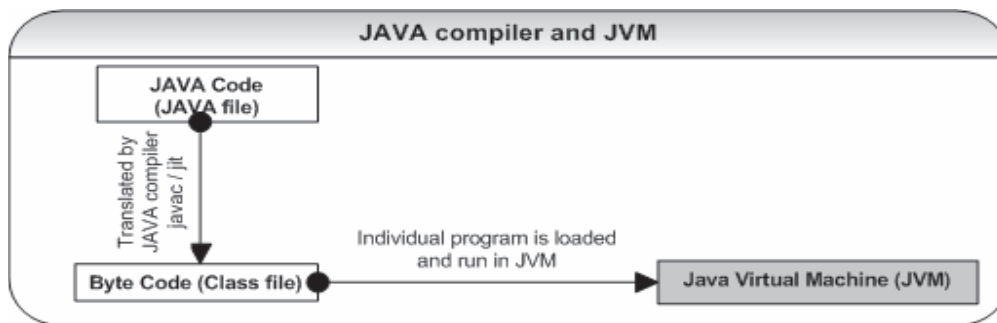 JAVA compiler and JVM
JAVA Code
(JAVA file)
Translated by
JAVA compiler
javac / jit
Individual program is loaded
and run in JVM
Byte Code (Class file)
Java Virtual Machine (JVM)